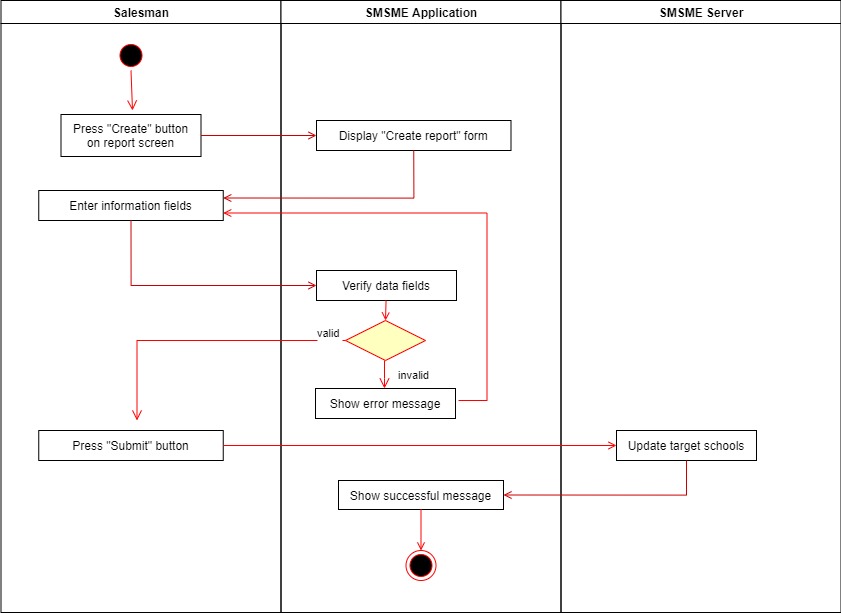 Salesman
SMSME Application
SMSME Server
Press "Create" button
on report screen
Display "Create report" form
Enter information fields
Verify data fields
valid
invalid
Show error message
Press "Submit" button
Update target schools
Show successful message